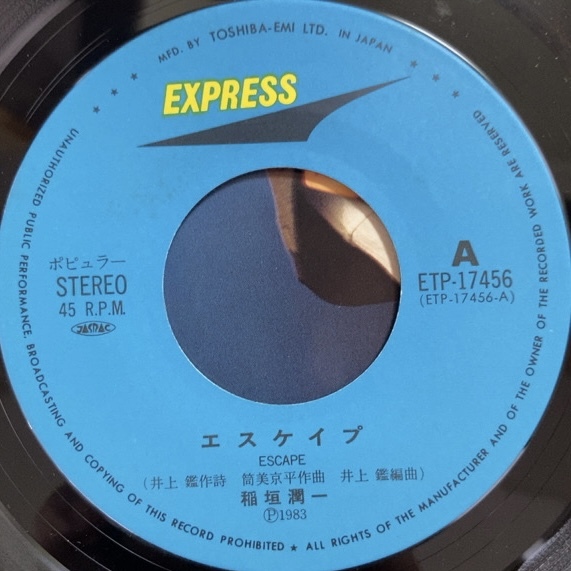 MFD. BY TOSHIBA-EMI LTD. IN JAPAN
EXPRESS
ポピュラー
STEREO
45 R.P.M.
JASRAC
A
ETP-17456
(ETP-17456-A)
エスケイプ
ESCAPE
(井上 鑑作詩 筒美京平作曲 井上 鑑編曲)
稲垣潤一
Ⓟ1983
UNAUTHORIZED PUBLIC PERFORMANCE, BROADCASTING AND COPYING OF THIS RECORD PROHIBITED ★ ALL RIGHTS OF THE MANUFACTURER AND OF THE OWNER OF THE RECORDED WORK ARE RESERVED